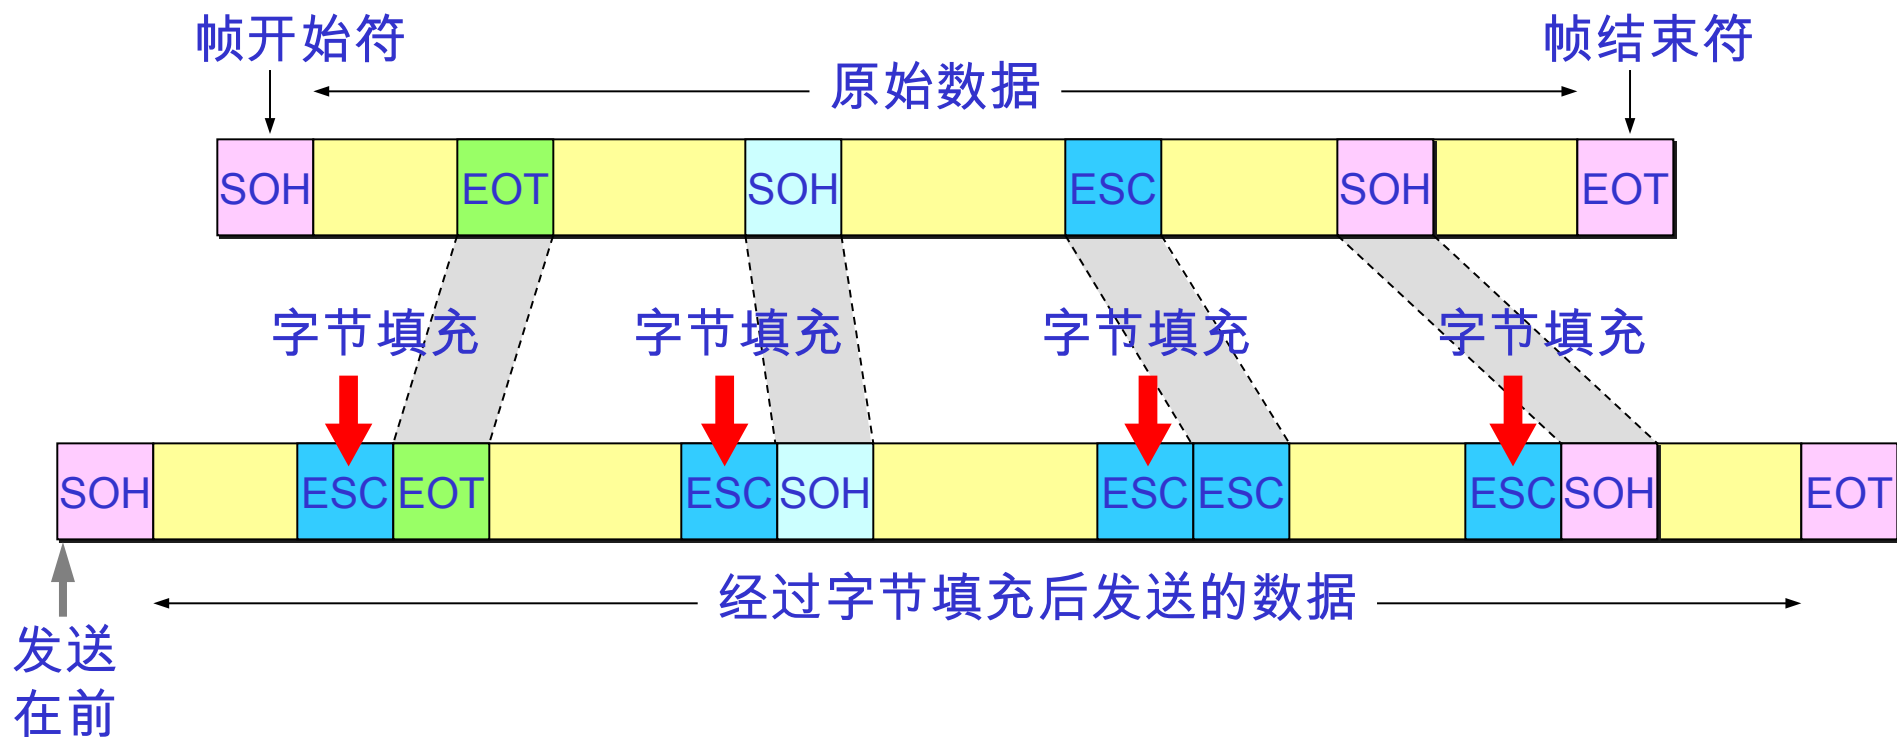 帧开始符
帧结束符
原始数据
SOH EOT SOH ESC SOH EOT
字节填充 字节填充 字节填充 字节填充
SOH ESC EOT ESC SOH ESC ESC ESC SOH EOT
经过字节填充后发送的数据
发送
在前